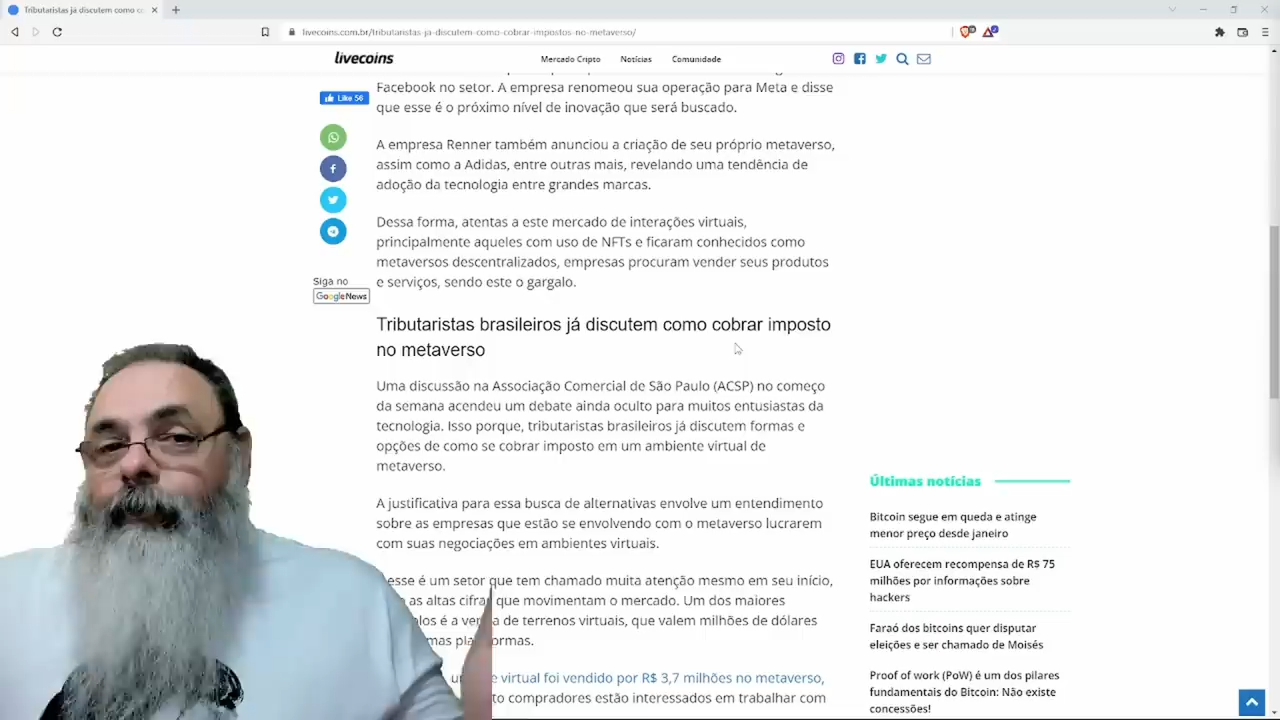 Tributaristas já discutem como co
livecoins.com.br/tributaristas-ja-discutem-como-cobrar-impostos-no-metaverso/
livecoins
Mercado Cripto Notícias Comunidade
Like 56
Facebook no setor. A empresa renomeou sua operação para Meta e disse
que esse é o próximo nível de inovação que será buscado.
A empresa Renner também anunciou a criação de seu próprio metaverso,
assim como a Adidas, entre outras mais, revelando uma tendência de
adoção da tecnologia entre grandes marcas.
Dessa forma, atentas a este mercado de interações virtuais,
principalmente aqueles com uso de NFTs e ficaram conhecidos como
metaversos descentralizados, empresas procuram vender seus produtos
e serviços, sendo este o gargalo.
Siga no
GoogleNews
Tributaristas brasileiros já discutem como cobrar imposto
no metaverso
Uma discussão na Associação Comercial de São Paulo (ACSP) no começo
da semana acendeu um debate ainda oculto para muitos entusiastas da
tecnologia. Isso porque, tributaristas brasileiros já discutem formas e
opções de como se cobrar imposto em um ambiente virtual de
metaverso.
A justificativa para essa busca de alternativas envolve um entendimento
sobre as empresas que estão se envolvendo com o metaverso lucrarem
com suas negociações em ambientes virtuais.
esse é um setor que tem chamado muita atenção mesmo em seu início,
as altas cifras que movimentam o mercado. Um dos maiores
é a venda de terrenos virtuais, que valem milhões de dólares
virtual foi vendido por R$ 3,7 milhões no metaverso,
compradores estão interessados em trabalhar com
Últimas notícias
Bitcoin segue em queda e atinge
menor preço desde janeiro
EUA oferecem recompensa de R$ 75
milhões por informações sobre
hackers
Faraó dos bitcoins quer disputar
eleições e ser chamado de Moisés
Proof of work (PoW) é um dos pilares
fundamentais do Bitcoin: Não existe
concessões!